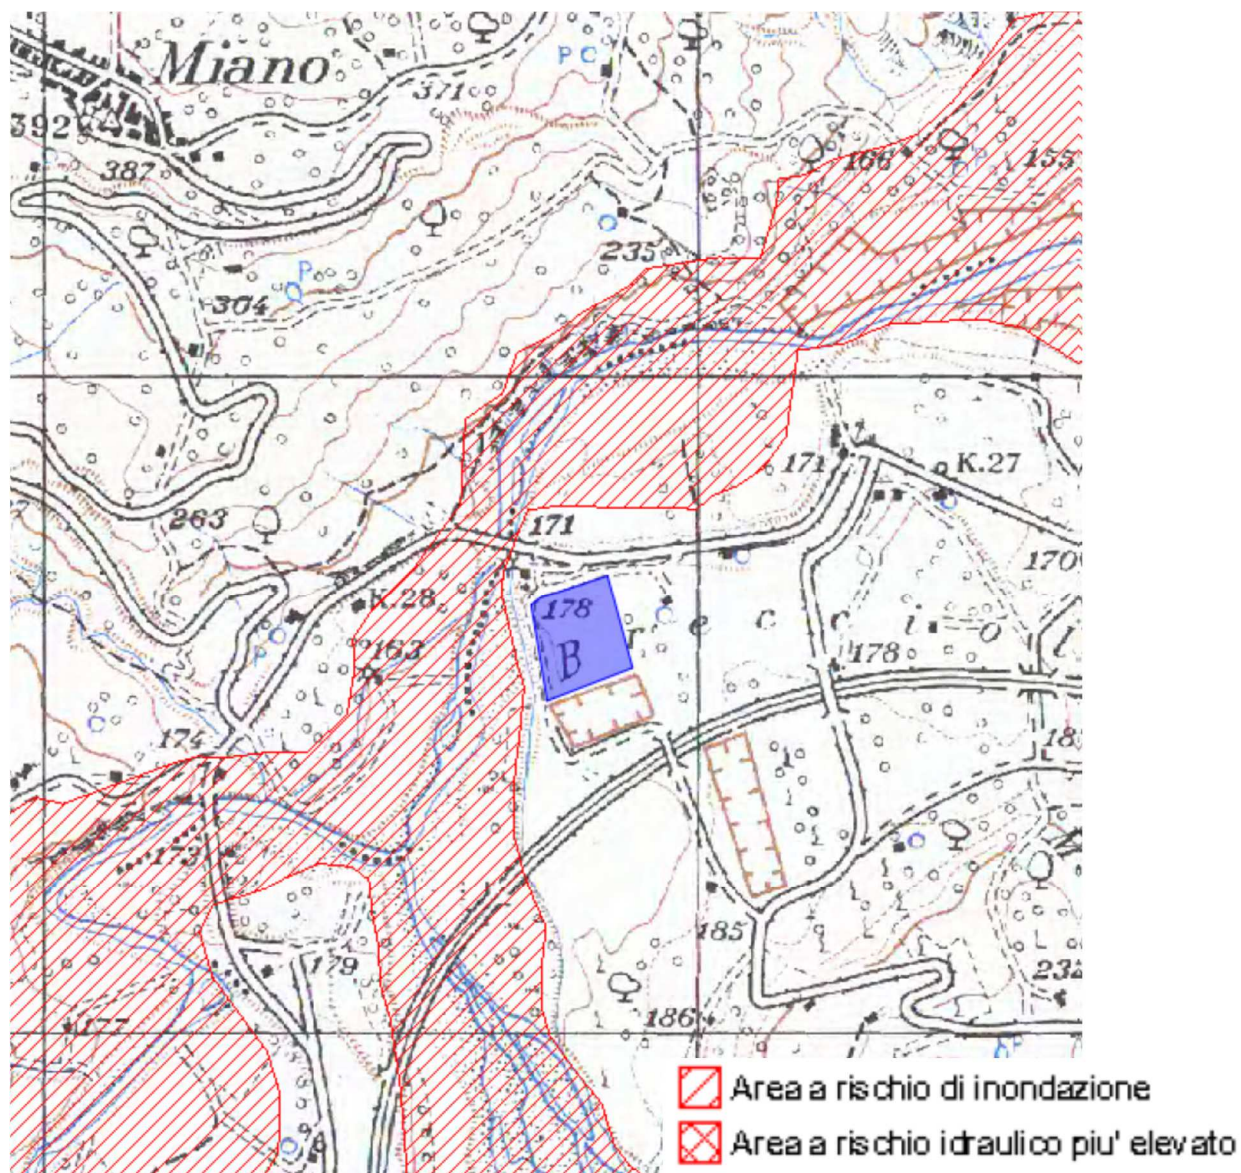 Miano
371
P C
392
387
166
P
155
235
P
304
171
K.27
263
171
170
K.28
178
163
B r e c c i o l
178
174
173
185
179
232
177
186
Area a rischio di inondazione
Area a rischio idraulico piu' elevato